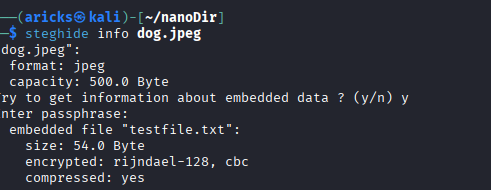 ──(aricks㉿kali)-[~/nanoDir]
─$ steghide info dog.jpeg
dog.jpeg":
format: jpeg
capacity: 500.0 Byte
ry to get information about embedded data ? (y/n) y
nter passphrase:
embedded file "testfile.txt":
size: 54.0 Byte
encrypted: rijndael-128, cbc
compressed: yes